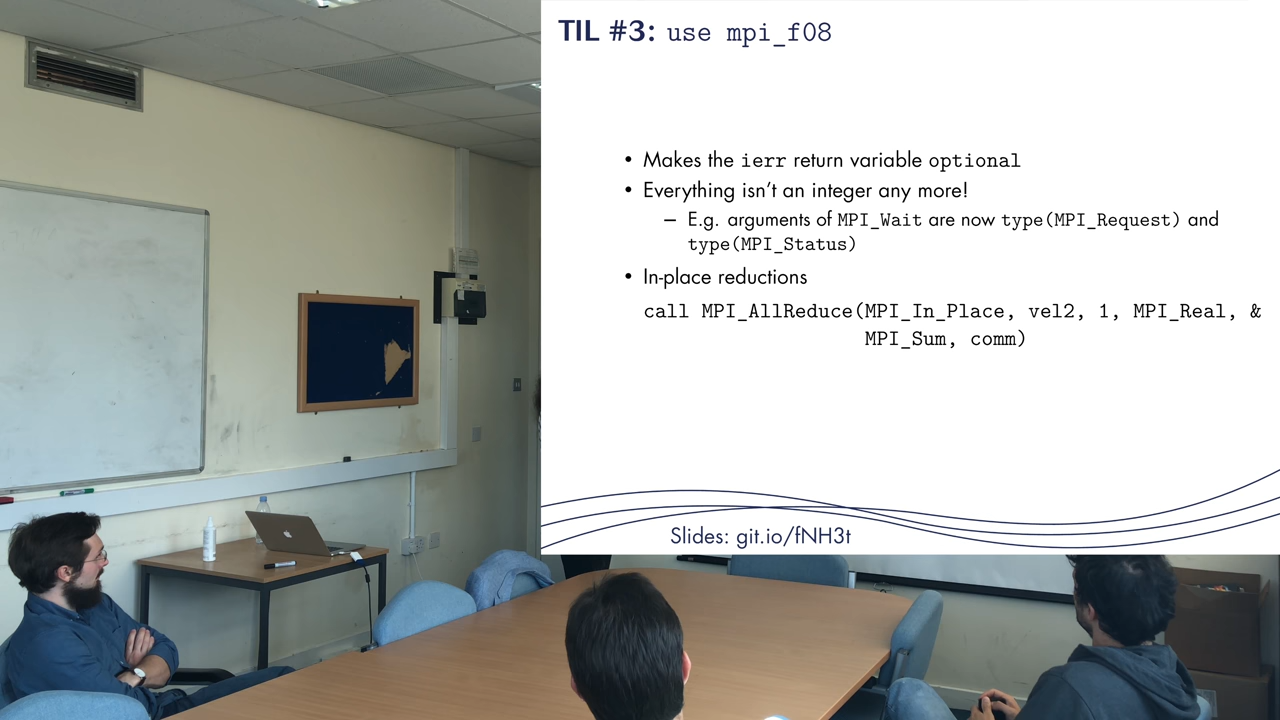 TIL #3: use mpi_f08
• Makes the ierr return variable optional
• Everything isn't an integer any more!
– E.g. arguments of MPI_Wait are now type(MPI_Request) and
type(MPI_Status)
• In-place reductions
call MPI_AllReduce(MPI_In_Place, vel2, 1, MPI_Real, &
MPI_Sum, comm)
Slides: git.io/fNH3t